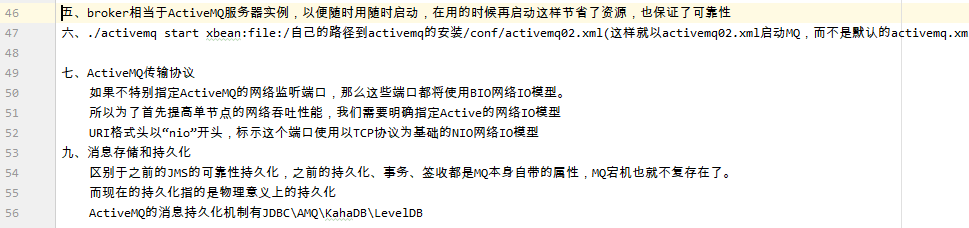 46 五、broker相当于ActiveMQ服务器实例，以便随时用随时启动，在用的时候再启动这样节省了资源，也保证了可靠性
47 六、./activemq start xbean:file:/自己的路径到activemq的安装/conf/activemq02.xml(这样就以activemq02.xml启动MQ，而不是默认的activemq.xm
48
49 七、ActiveMQ传输协议
50 如果不特别指定ActiveMQ的网络监听端口，那么这些端口都将使用BIO网络IO模型。
51 所以为了首先提高单节点的网络吞吐性能，我们需要明确指定Active的网络IO模型
52 URI格式头以“nio”开头，标示这个端口使用以TCP协议为基础的NIO网络IO模型
53 九、消息存储和持久化
54 区别于之前的JMS的可靠性持久化，之前的持久化、事务、签收都是MQ本身自带的属性，MQ宕机也就不复存在了。
55 而现在的持久化指的是物理意义上的持久化
56 ActiveMQ的消息持久化机制有JDBC\AMQ\KahaDB\LevelDB